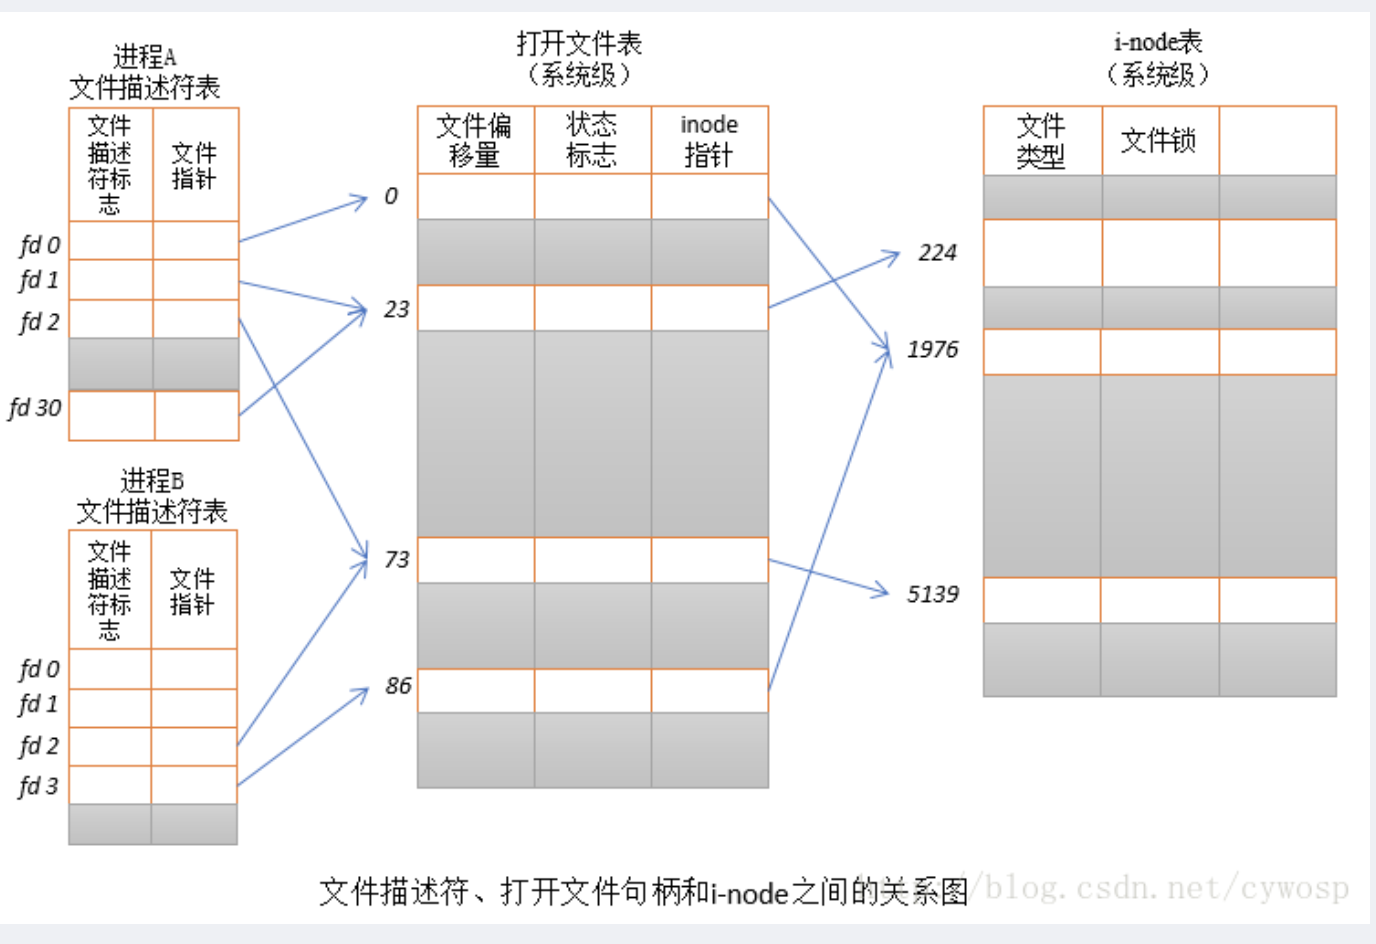 进程A
文件描述符表
文件
描述
符标
志
文件
指针
fd 0
fd 1
fd 2
fd 30
进程B
文件描述符表
文件
描述
符标
志
文件
指针
fd 0
fd 1
fd 2
fd 3
打开文件表
（系统级）
文件偏
移量
状态
标志
inode
指针
0
23
73
86
i-node表
（系统级）
文件
类型
文件锁
224
1976
5139
文件描述符、打开文件句柄和i-node之间的关系图
/blog.csdn.net/cywosp